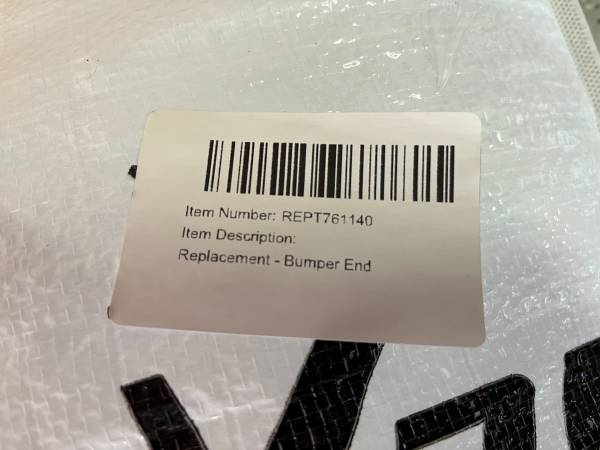 Item Number: REPT761140
Item Description:
Replacement - Bumper End